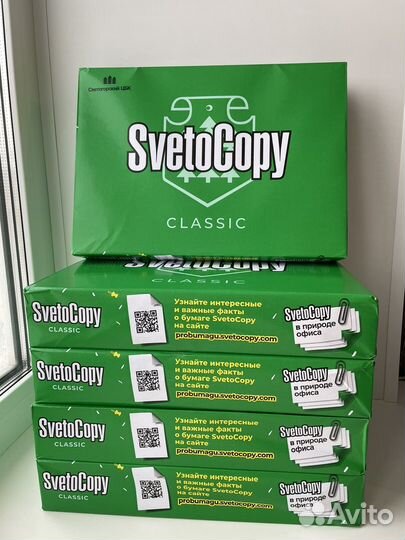 Светогорский ЦБК
SvetoCopy
CLASSIC
SvetoCopy
SvetoCopy
CLASSIC
Узнайте интересные
и важные факты
о бумаге SvetoCopy
на сайте
probumagu.svetocopy.com
SvetoCopy
в природе
офиса
SvetoCopy
CLASSIC
Узнайте интересные
и важные факты
о бумаге SvetoCopy
на сайте
probumagu.svetocopy.com
SvetoCopy
в природе
офиса
SvetoCopy
CLASSIC
Узнайте интересные
и важные факты
о бумаге SvetoCopy
на сайте
probumagu.svetocopy.com
SvetoCopy
в природе
офиса
SvetoCopy
CLASSIC
Узнайте интересные
и важные факты
о бумаге SvetoCopy
на сайте
probumagu.svetocopy.com
SvetoCopy
в природе
офиса
Avito